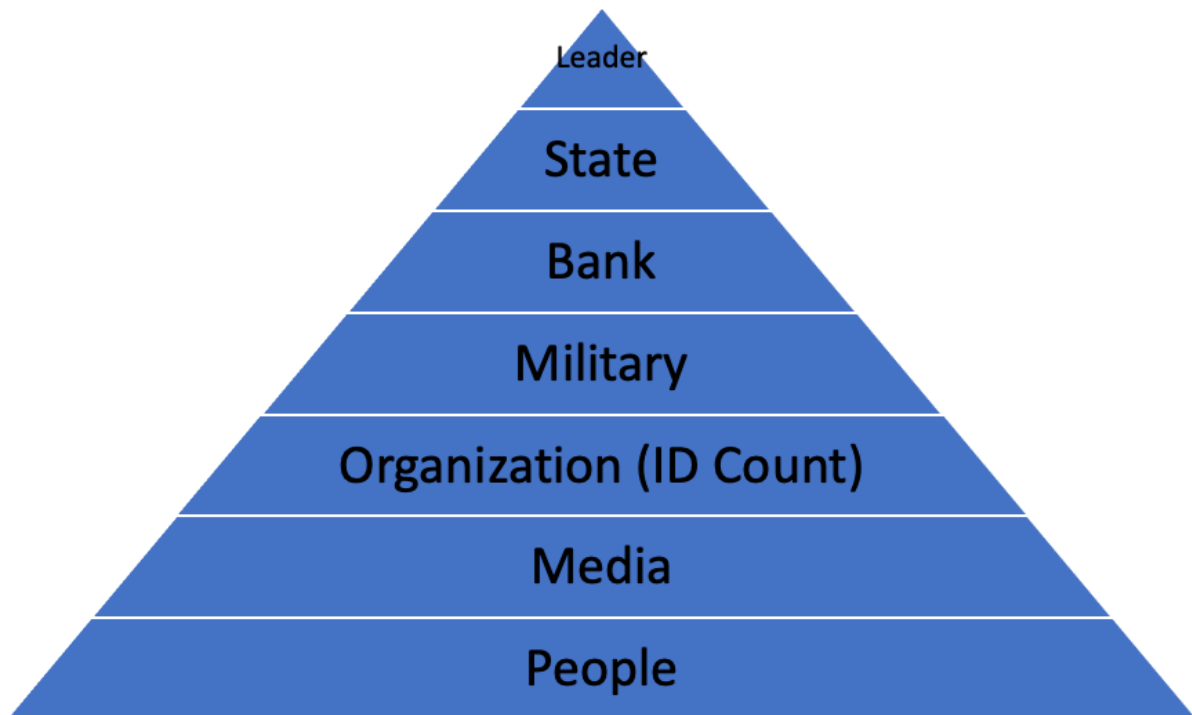 Leader
State
Bank
Military
Organization (ID Count)
Media
People